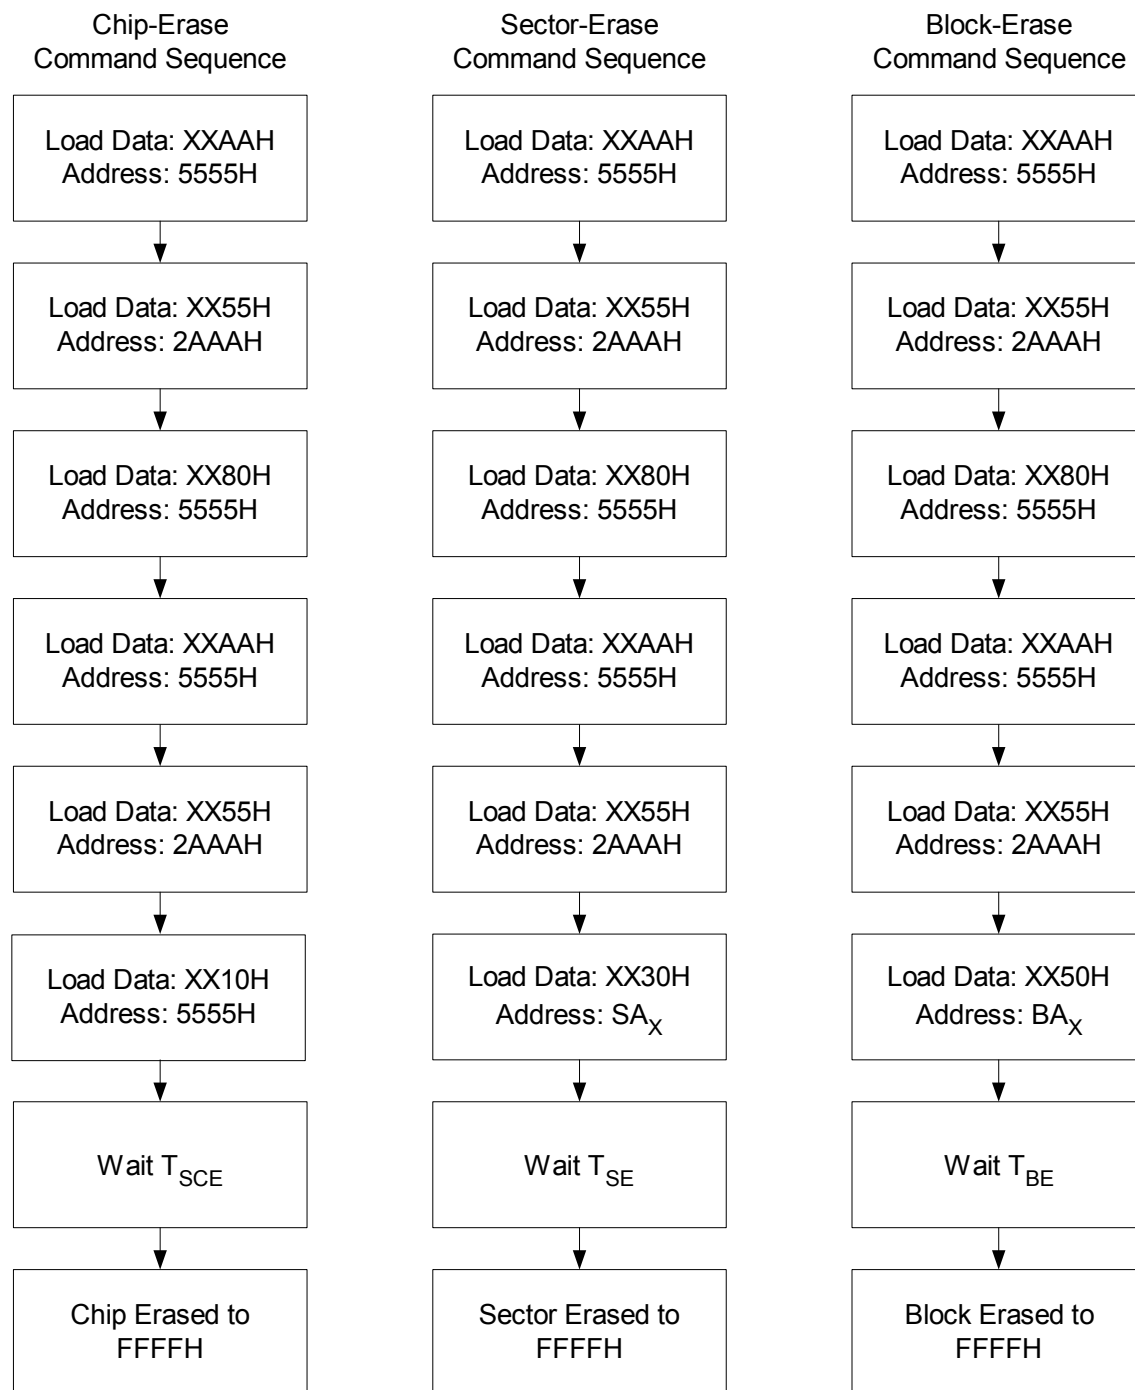 Chip-Erase
Command Sequence
Load Data: XXAAH
Address: 5555H
Load Data: XX55H
Address: 2AAAH
Load Data: XX80H
Address: 5555H
Load Data: XXAAH
Address: 5555H
Load Data: XX55H
Address: 2AAAH
Load Data: XX10H
Address: 5555H
Wait TSCE
Chip Erased to
FFFFH
Sector-Erase
Command Sequence
Load Data: XXAAH
Address: 5555H
Load Data: XX55H
Address: 2AAAH
Load Data: XX80H
Address: 5555H
Load Data: XXAAH
Address: 5555H
Load Data: XX55H
Address: 2AAAH
Load Data: XX30H
Address: SAX
Wait TSE
Sector Erased to
FFFFH
Block-Erase
Command Sequence
Load Data: XXAAH
Address: 5555H
Load Data: XX55H
Address: 2AAAH
Load Data: XX80H
Address: 5555H
Load Data: XXAAH
Address: 5555H
Load Data: XX55H
Address: 2AAAH
Load Data: XX50H
Address: BAX
Wait TBE
Block Erased to
FFFFH